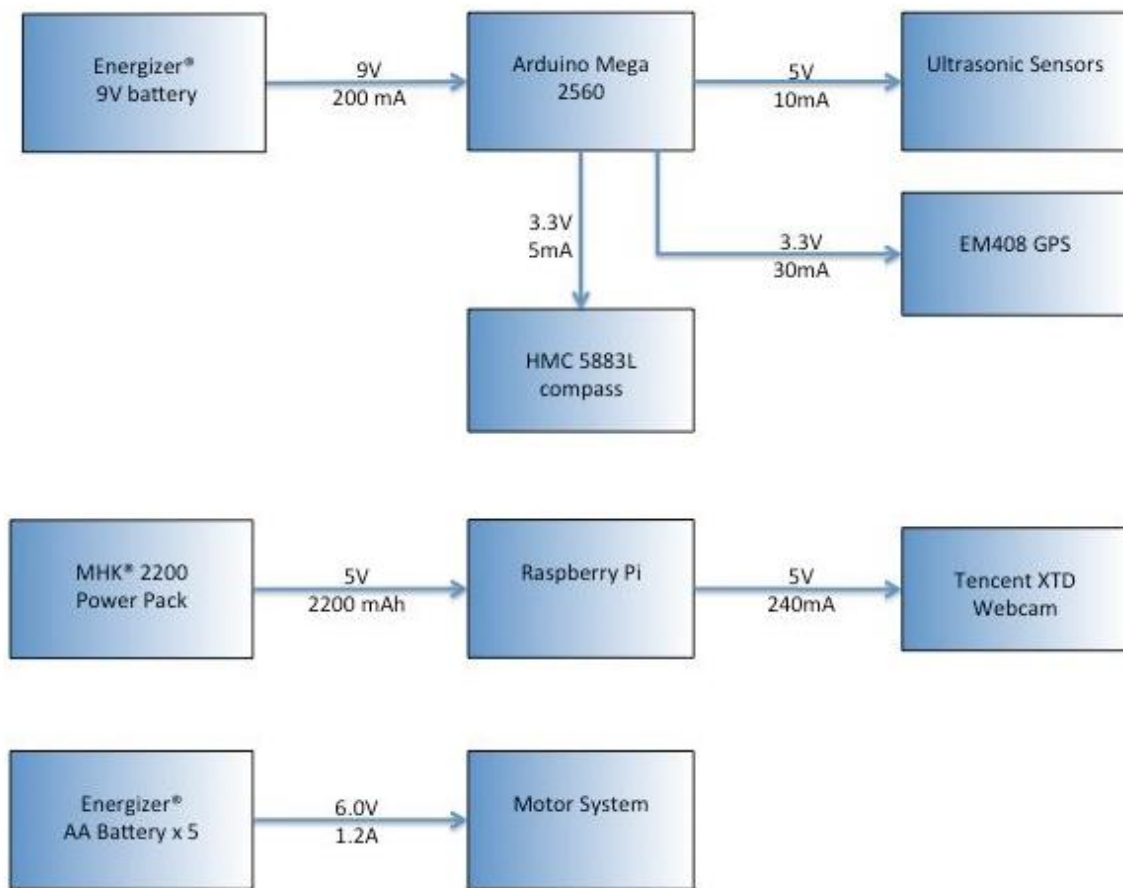 Energizer®
9V battery
9V
200 mA
Arduino Mega
2560
5V
10mA
Ultrasonic Sensors
3.3V
5mA
3.3V
30mA
EM408 GPS
HMC 5883L
compass
MHK® 2200
Power Pack
5V
2200 mAh
Raspberry Pi
5V
240mA
Tencent XTD
Webcam
Energizer®
AA Battery x 5
6.0V
1.2A
Motor System